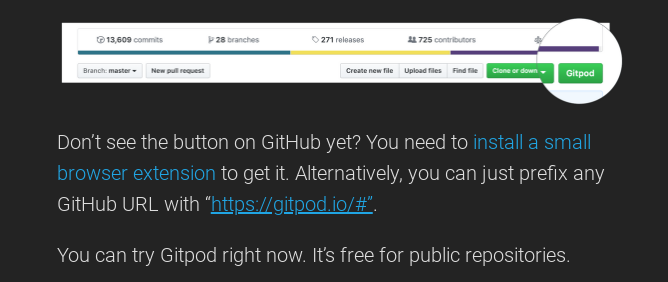 13,609 commits 28 branches 271 releases 725 contributors
Branch: master New pull request Create new file Upload files Find file Clone or down Gitpod
Don’t see the button on GitHub yet? You need to install a small
browser extension to get it. Alternatively, you can just prefix any
GitHub URL with “https://gitpod.io/#”.
You can try Gitpod right now. It’s free for public repositories.